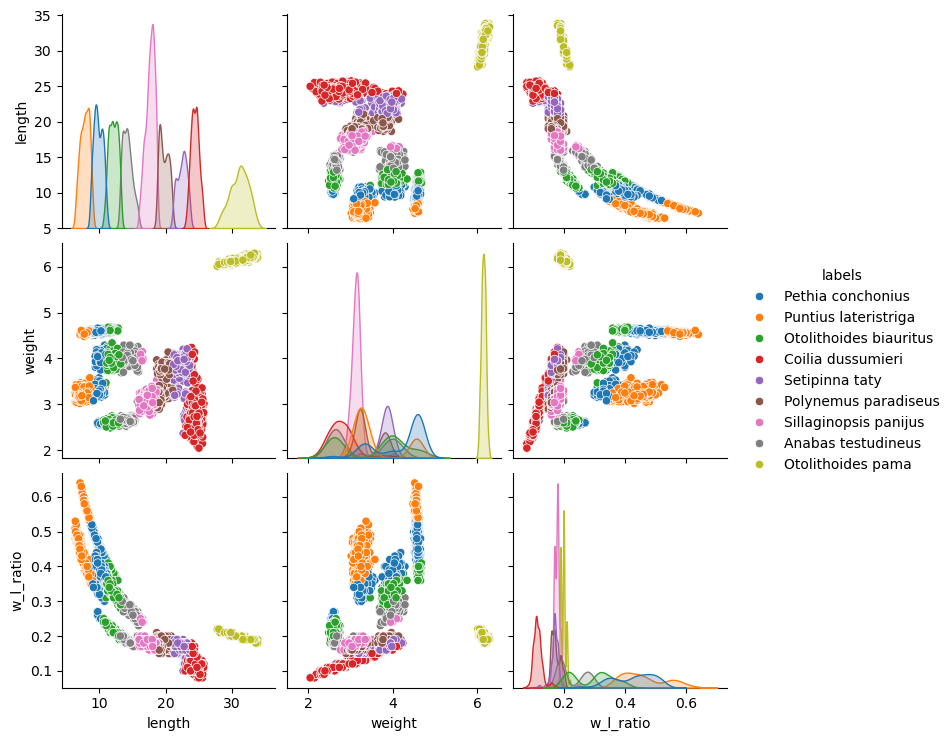 35
30
25
20
15
10
5
length
6
5
4
3
2
weight
labels
Pethia conchonius
Puntius lateristriga
Otolithoides biauritus
Coilia dussumieri
Setipinna taty
Polynemus paradiseus
Sillaginopsis panijus
Anabas testudineus
Otolithoides pama
0.6
0.5
0.4
0.3
0.2
0.1
w_l_ratio
10 20 30
2 4 6
0.2 0.4 0.6
length weight w_l_ratio